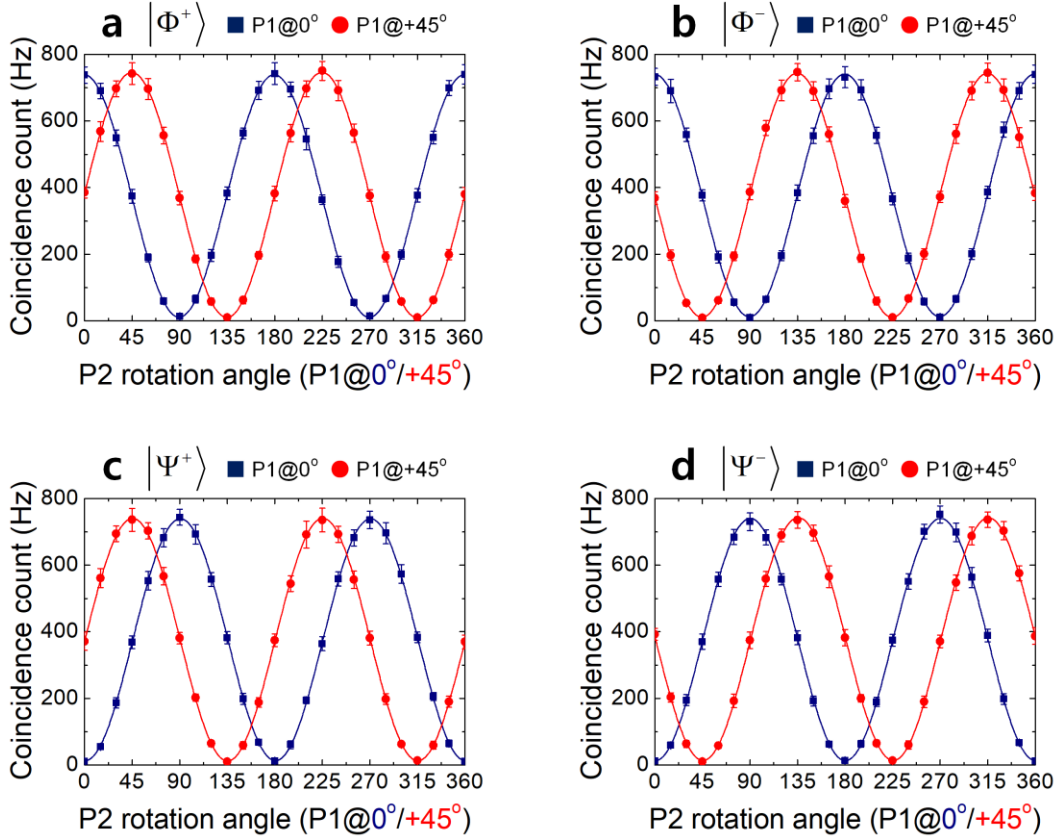 a |Φ⁺⟩ ■ P1@0° ● P1@+45°
Coincidence count (Hz)
800
600
400
200
0
0 45 90 135 180 225 270 315 360
P2 rotation angle (P1@0°/+45°)
b |Φ⁻⟩ ■ P1@0° ● P1@+45°
Coincidence count (Hz)
800
600
400
200
0
0 45 90 135 180 225 270 315 360
P2 rotation angle (P1@0°/+45°)
c |Ψ⁺⟩ ■ P1@0° ● P1@+45°
Coincidence count (Hz)
800
600
400
200
0
0 45 90 135 180 225 270 315 360
P2 rotation angle (P1@0°/+45°)
d |Ψ⁻⟩ ■ P1@0° ● P1@+45°
Coincidence count (Hz)
800
600
400
200
0
0 45 90 135 180 225 270 315 360
P2 rotation angle (P1@0°/+45°)